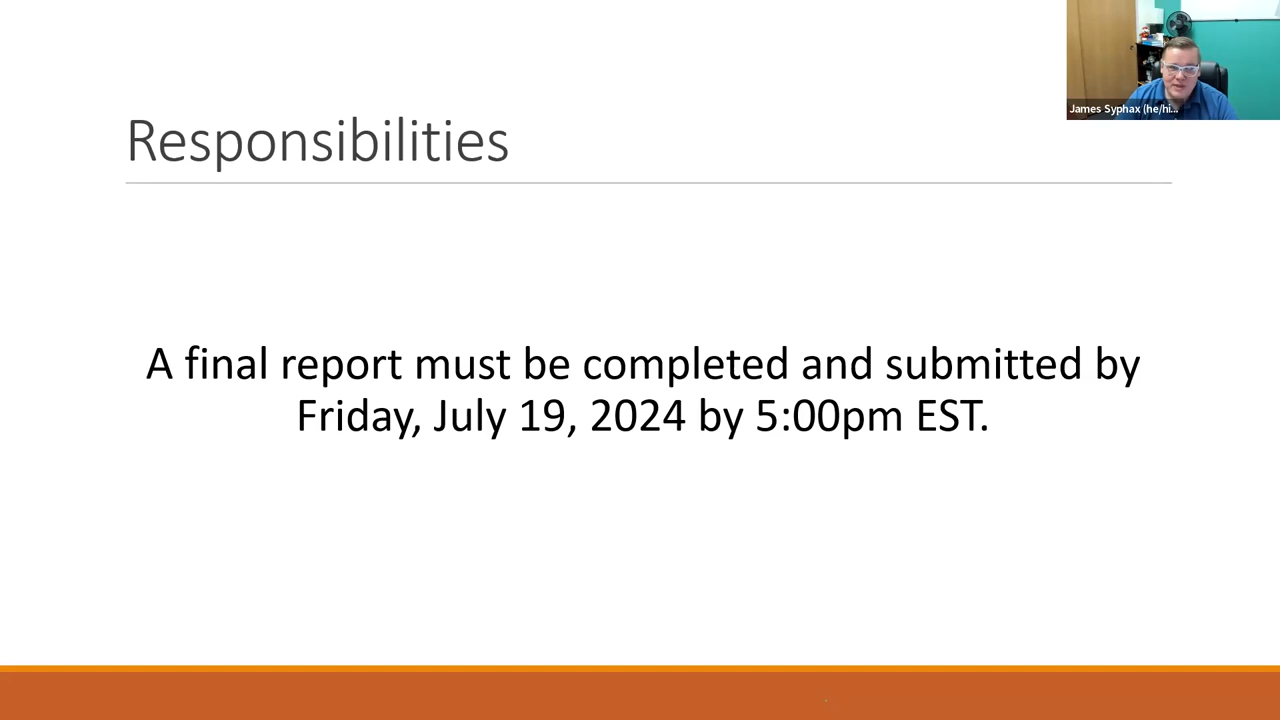 James Syphax (he/hi...
Responsibilities
A final report must be completed and submitted by
Friday, July 19, 2024 by 5:00pm EST.